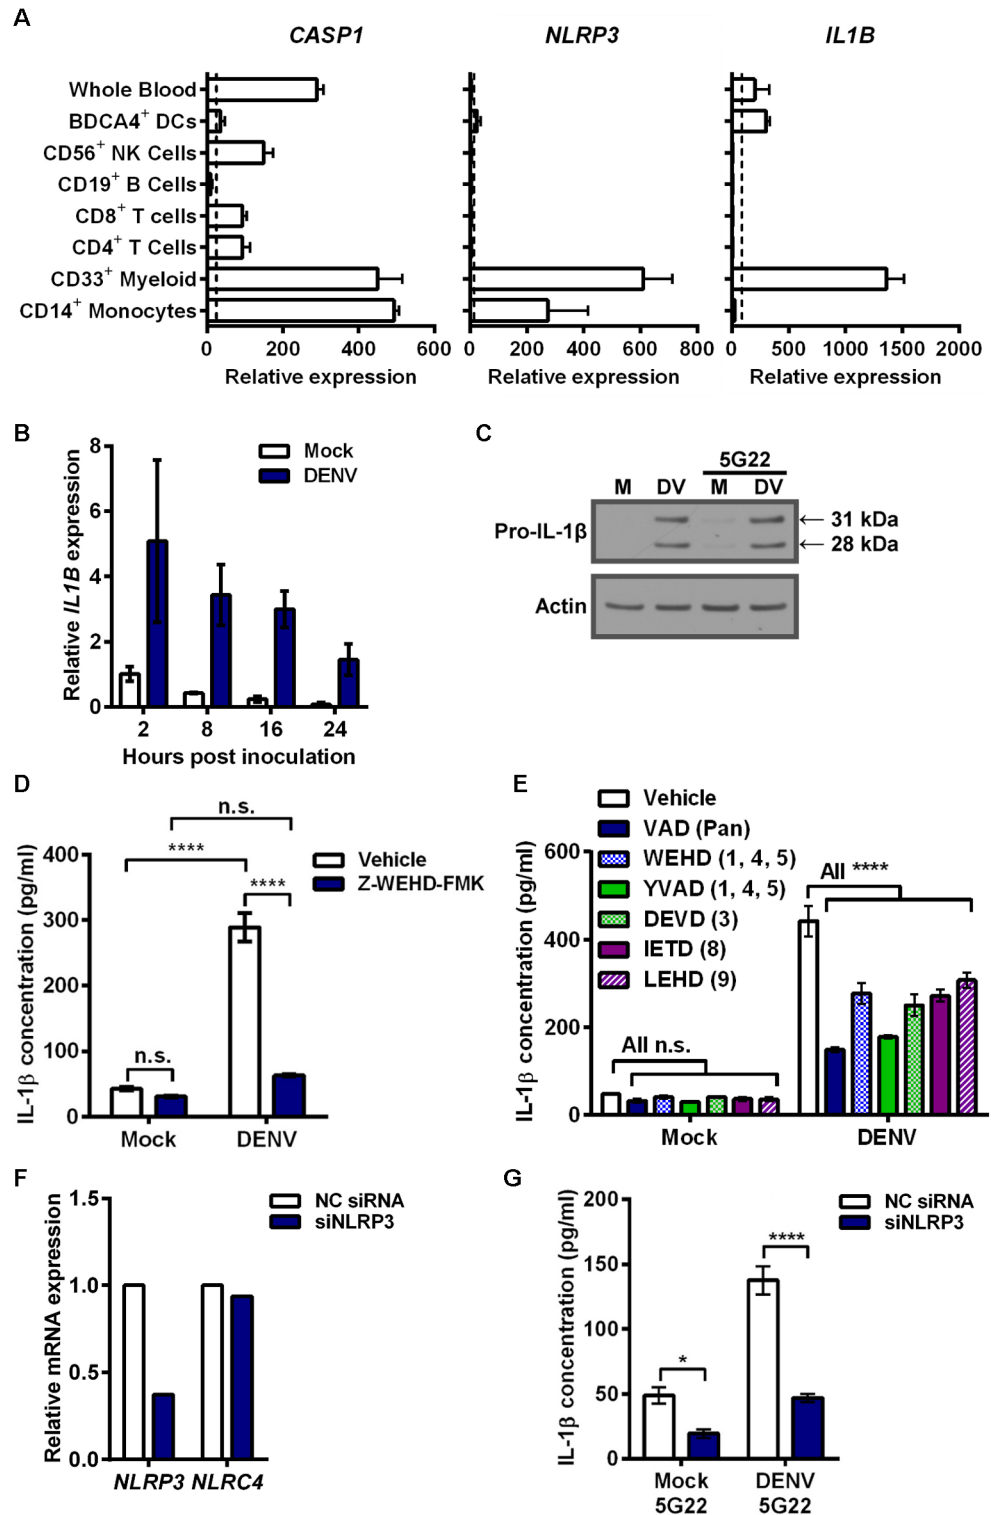 A
CASP1 NLRP3 IL1B
Whole Blood
BDCA4+ DCs
CD56+ NK Cells
CD19+ B Cells
CD8+ T cells
CD4+ T Cells
CD33+ Myeloid
CD14+ Monocytes
0 200 400 600 0 200 400 600 800 0 500 1000 1500 2000
Relative expression Relative expression Relative expression
B
Relative IL1B expression
8
6
4
2
0
Mock
DENV
2 8 16 24
Hours post inoculation
C
5G22
M DV M DV
Pro-IL-1β
31 kDa
28 kDa
Actin
D
IL-1β concentration (pg/ml)
400
300
200
100
0
n.s.
****
****
n.s.
Vehicle
Z-WEHD-FMK
Mock DENV
E
IL-1β concentration (pg/ml)
600
400
200
0
Vehicle
VAD (Pan)
WEHD (1, 4, 5)
YVAD (1, 4, 5)
DEVD (3)
IETD (8)
LEHD (9)
All n.s.
All ****
Mock DENV
F
Relative mRNA expression
1.5
1.0
0.5
0.0
NC siRNA
siNLRP3
NLRP3 NLRC4
G
IL-1β concentration (pg/ml)
200
150
100
50
0
NC siRNA
siNLRP3
*
****
Mock DENV
5G22 5G22